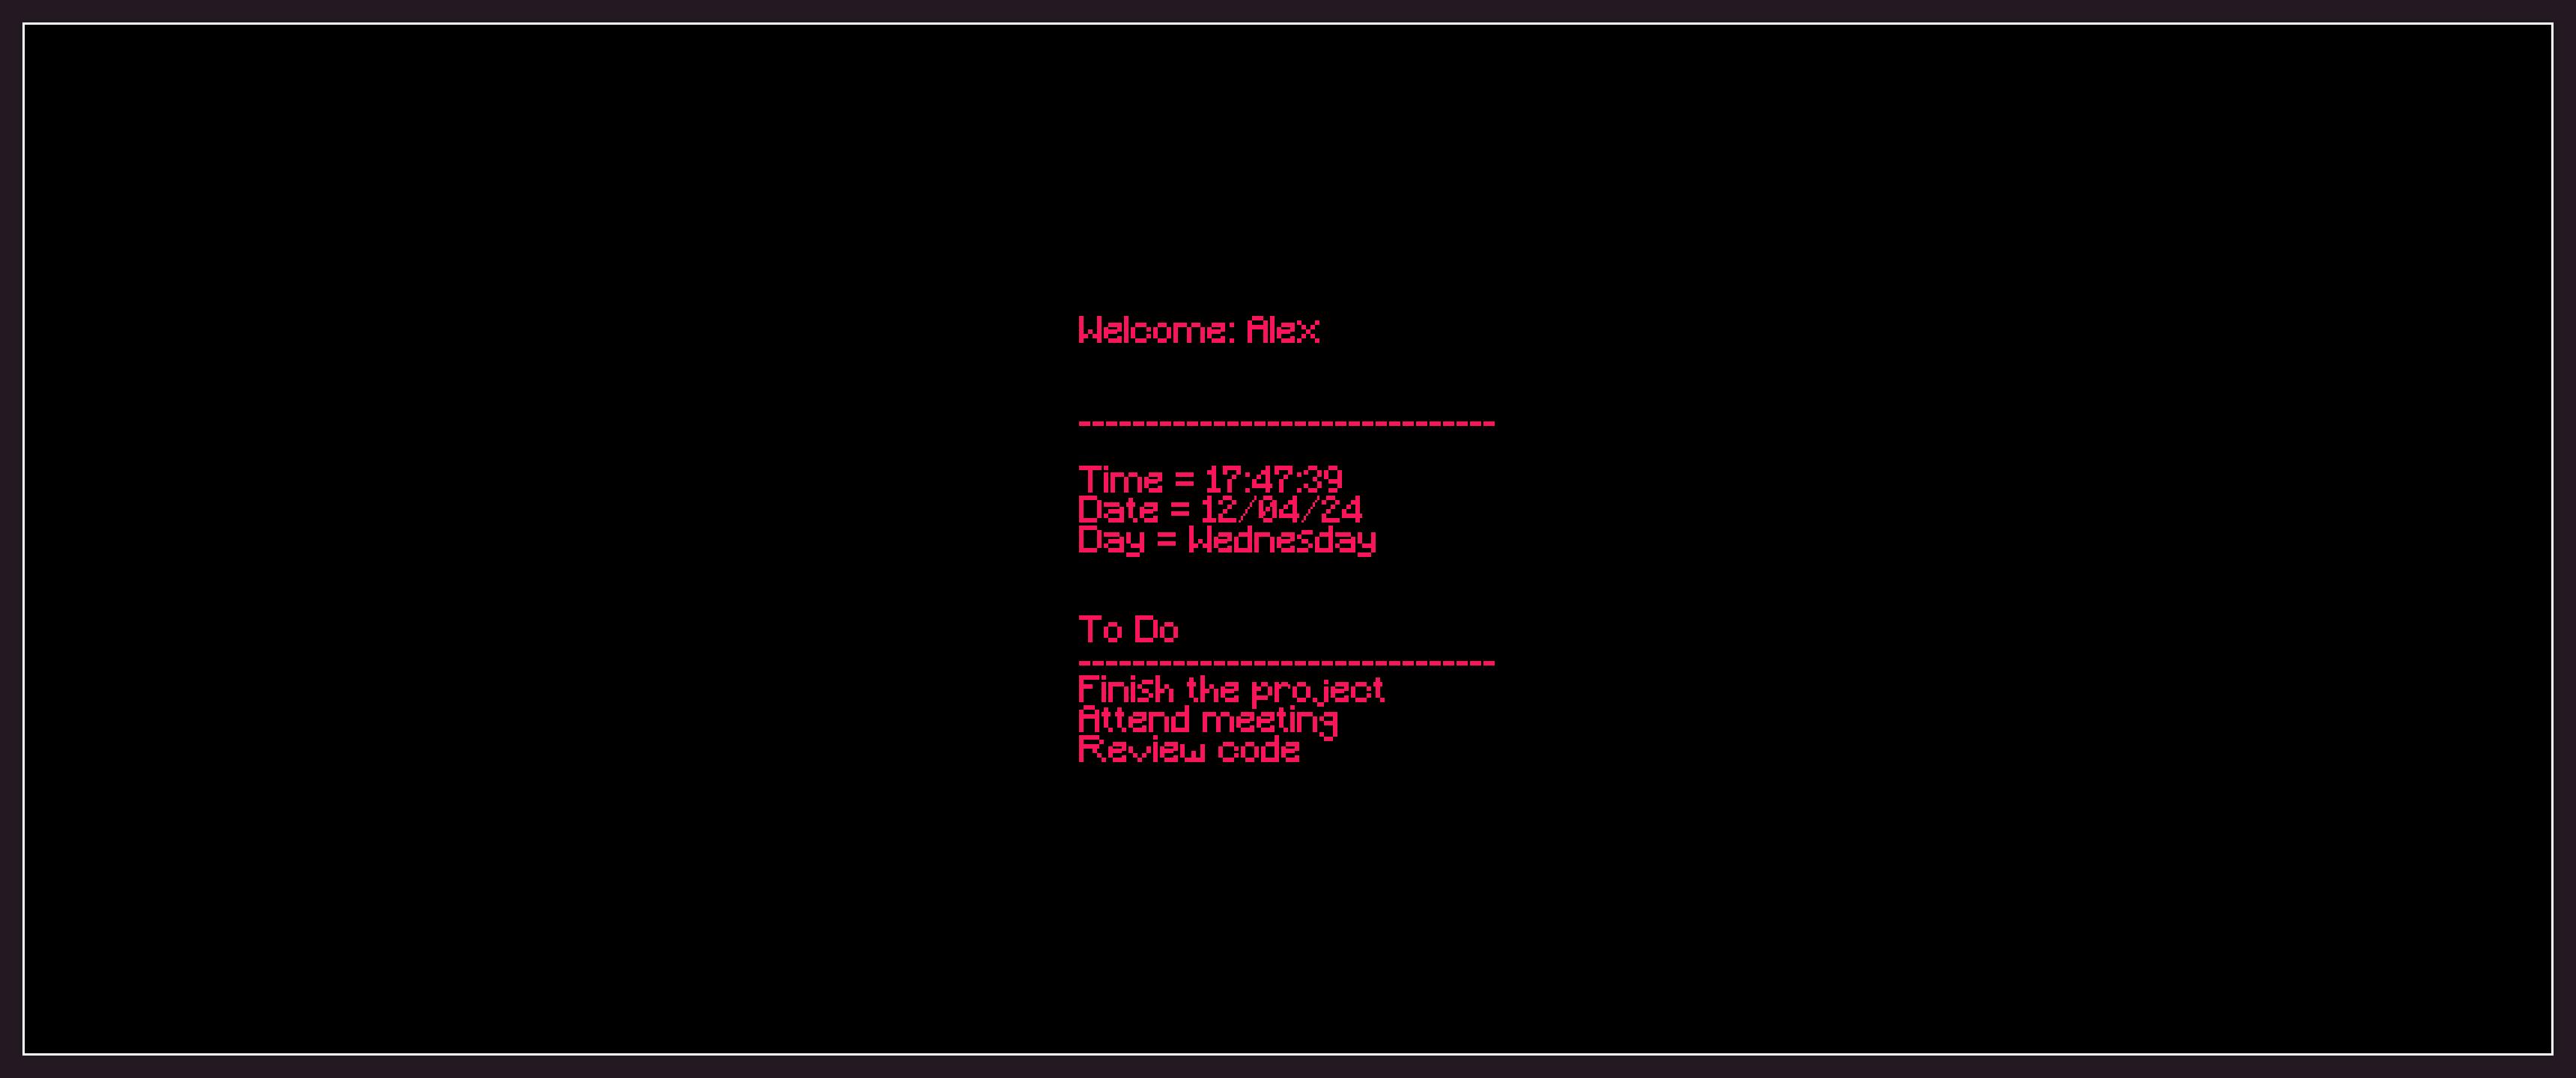 Welcome: Alex
-------------------------------
Time = 17:47:39
Date = 12/04/24
Day = Wednesday
To Do
-------------------------------
Finish the project
Attend meeting
Review code